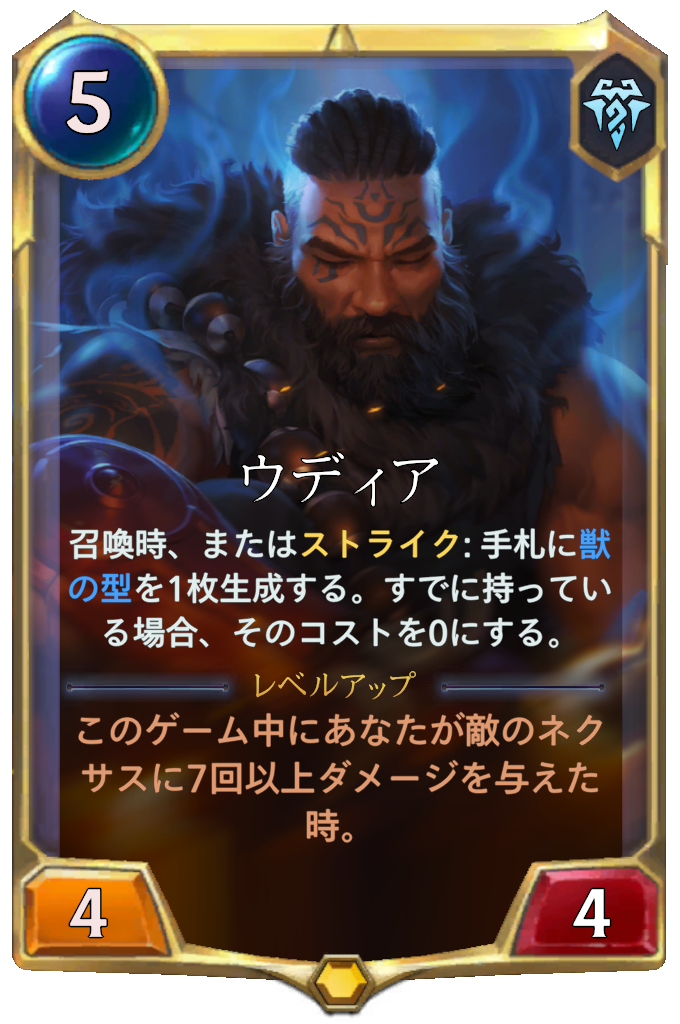 5
ウディア
召喚時、またはストライク: 手札に獣
の型を1枚生成する。すでに持ってい
る場合、そのコストを0にする。
レベルアップ
このゲーム中にあなたが敵のネク
サスに7回以上ダメージを与えた
時。
4
4